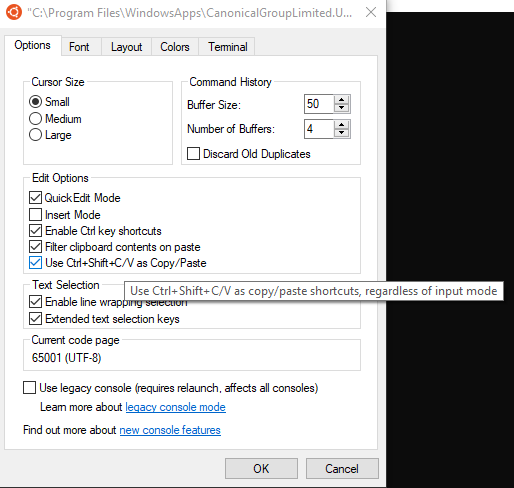 "C:\Program Files\WindowsApps\CanonicalGroupLimited.U...
Options Font Layout Colors Terminal
Cursor Size
Small
Medium
Large
Command History
Buffer Size: 50
Number of Buffers: 4
Discard Old Duplicates
Edit Options
QuickEdit Mode
Insert Mode
Enable Ctrl key shortcuts
Filter clipboard contents on paste
Use Ctrl+Shift+C/V as Copy/Paste
Text Selection
Use Ctrl+Shift+C/V as copy/paste shortcuts, regardless of input mode
Enable line wrapping selection
Extended text selection keys
Current code page
65001 (UTF-8)
Use legacy console (requires relaunch, affects all consoles)
Learn more about legacy console mode
Find out more about new console features
OK Cancel